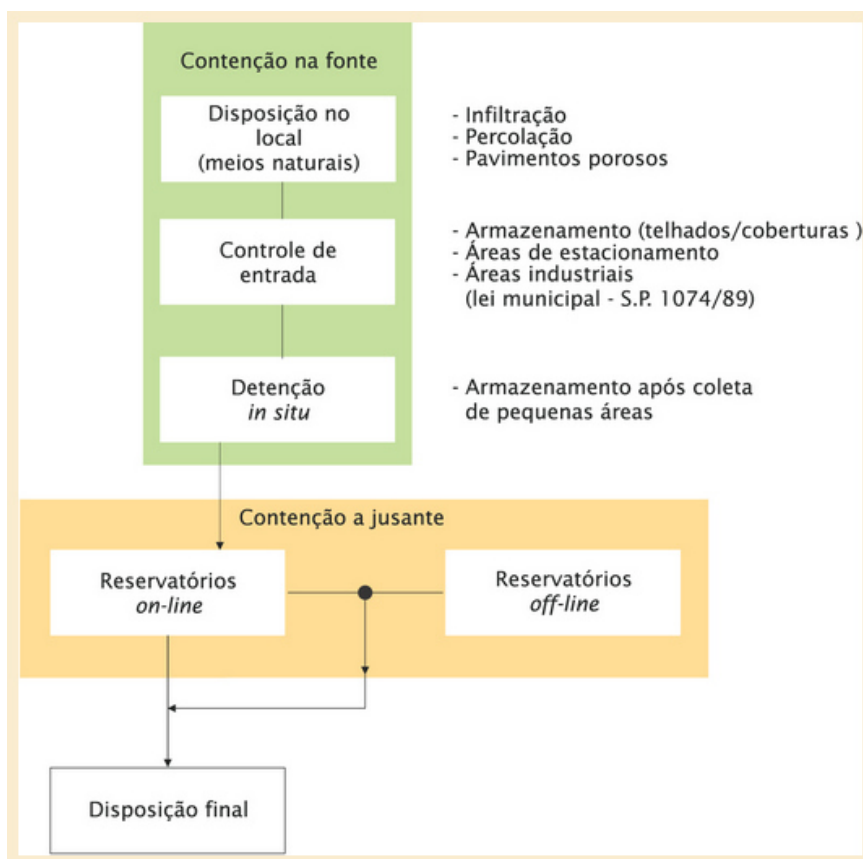 Contenção na fonte
Disposição no
local
(meios naturais)
- Infiltração
- Percolação
- Pavimentos porosos
Controle de
entrada
- Armazenamento (telhados/coberturas )
- Áreas de estacionamento
- Áreas industriais
(lei municipal - S.P. 1074/89)
Detenção
in situ
- Armazenamento após coleta
de pequenas áreas
Contenção a jusante
Reservatórios
on-line
Reservatórios
off-line
Disposição final